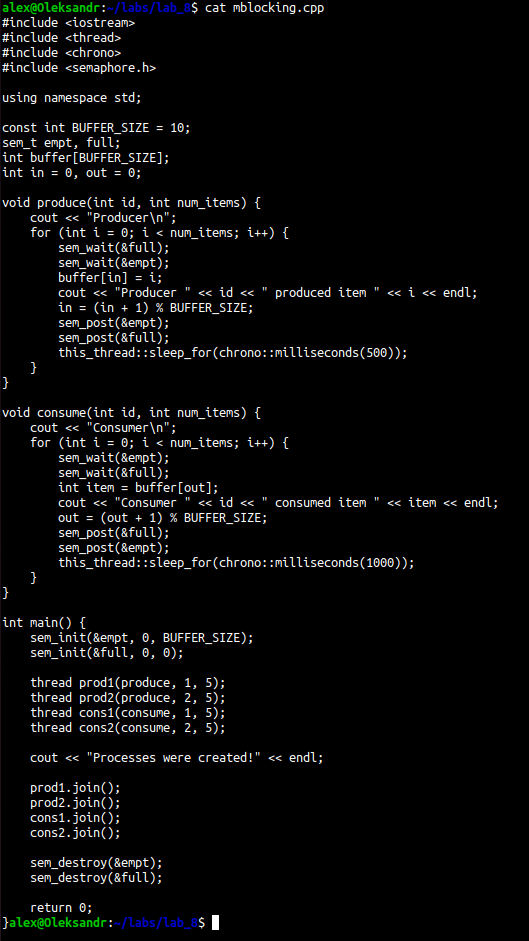 alex@Oleksandr:~/labs/lab_8$ cat mblocking.cpp
#include <iostream>
#include <thread>
#include <chrono>
#include <semaphore.h>

using namespace std;

const int BUFFER_SIZE = 10;
sem_t empt, full;
int buffer[BUFFER_SIZE];
int in = 0, out = 0;

void produce(int id, int num_items) {
    cout << "Producer\n";
    for (int i = 0; i < num_items; i++) {
        sem_wait(&full);
        sem_wait(&empt);
        buffer[in] = i;
        cout << "Producer " << id << " produced item " << i << endl;
        in = (in + 1) % BUFFER_SIZE;
        sem_post(&empt);
        sem_post(&full);
        this_thread::sleep_for(chrono::milliseconds(500));
    }
}

void consume(int id, int num_items) {
    cout << "Consumer\n";
    for (int i = 0; i < num_items; i++) {
        sem_wait(&empt);
        sem_wait(&full);
        int item = buffer[out];
        cout << "Consumer " << id << " consumed item " << item << endl;
        out = (out + 1) % BUFFER_SIZE;
        sem_post(&full);
        sem_post(&empt);
        this_thread::sleep_for(chrono::milliseconds(1000));
    }
}

int main() {
    sem_init(&empt, 0, BUFFER_SIZE);
    sem_init(&full, 0, 0);

    thread prod1(produce, 1, 5);
    thread prod2(produce, 2, 5);
    thread cons1(consume, 1, 5);
    thread cons2(consume, 2, 5);

    cout << "Processes were created!" << endl;

    prod1.join();
    prod2.join();
    cons1.join();
    cons2.join();

    sem_destroy(&empt);
    sem_destroy(&full);

    return 0;
}alex@Oleksandr:~/labs/lab_8$